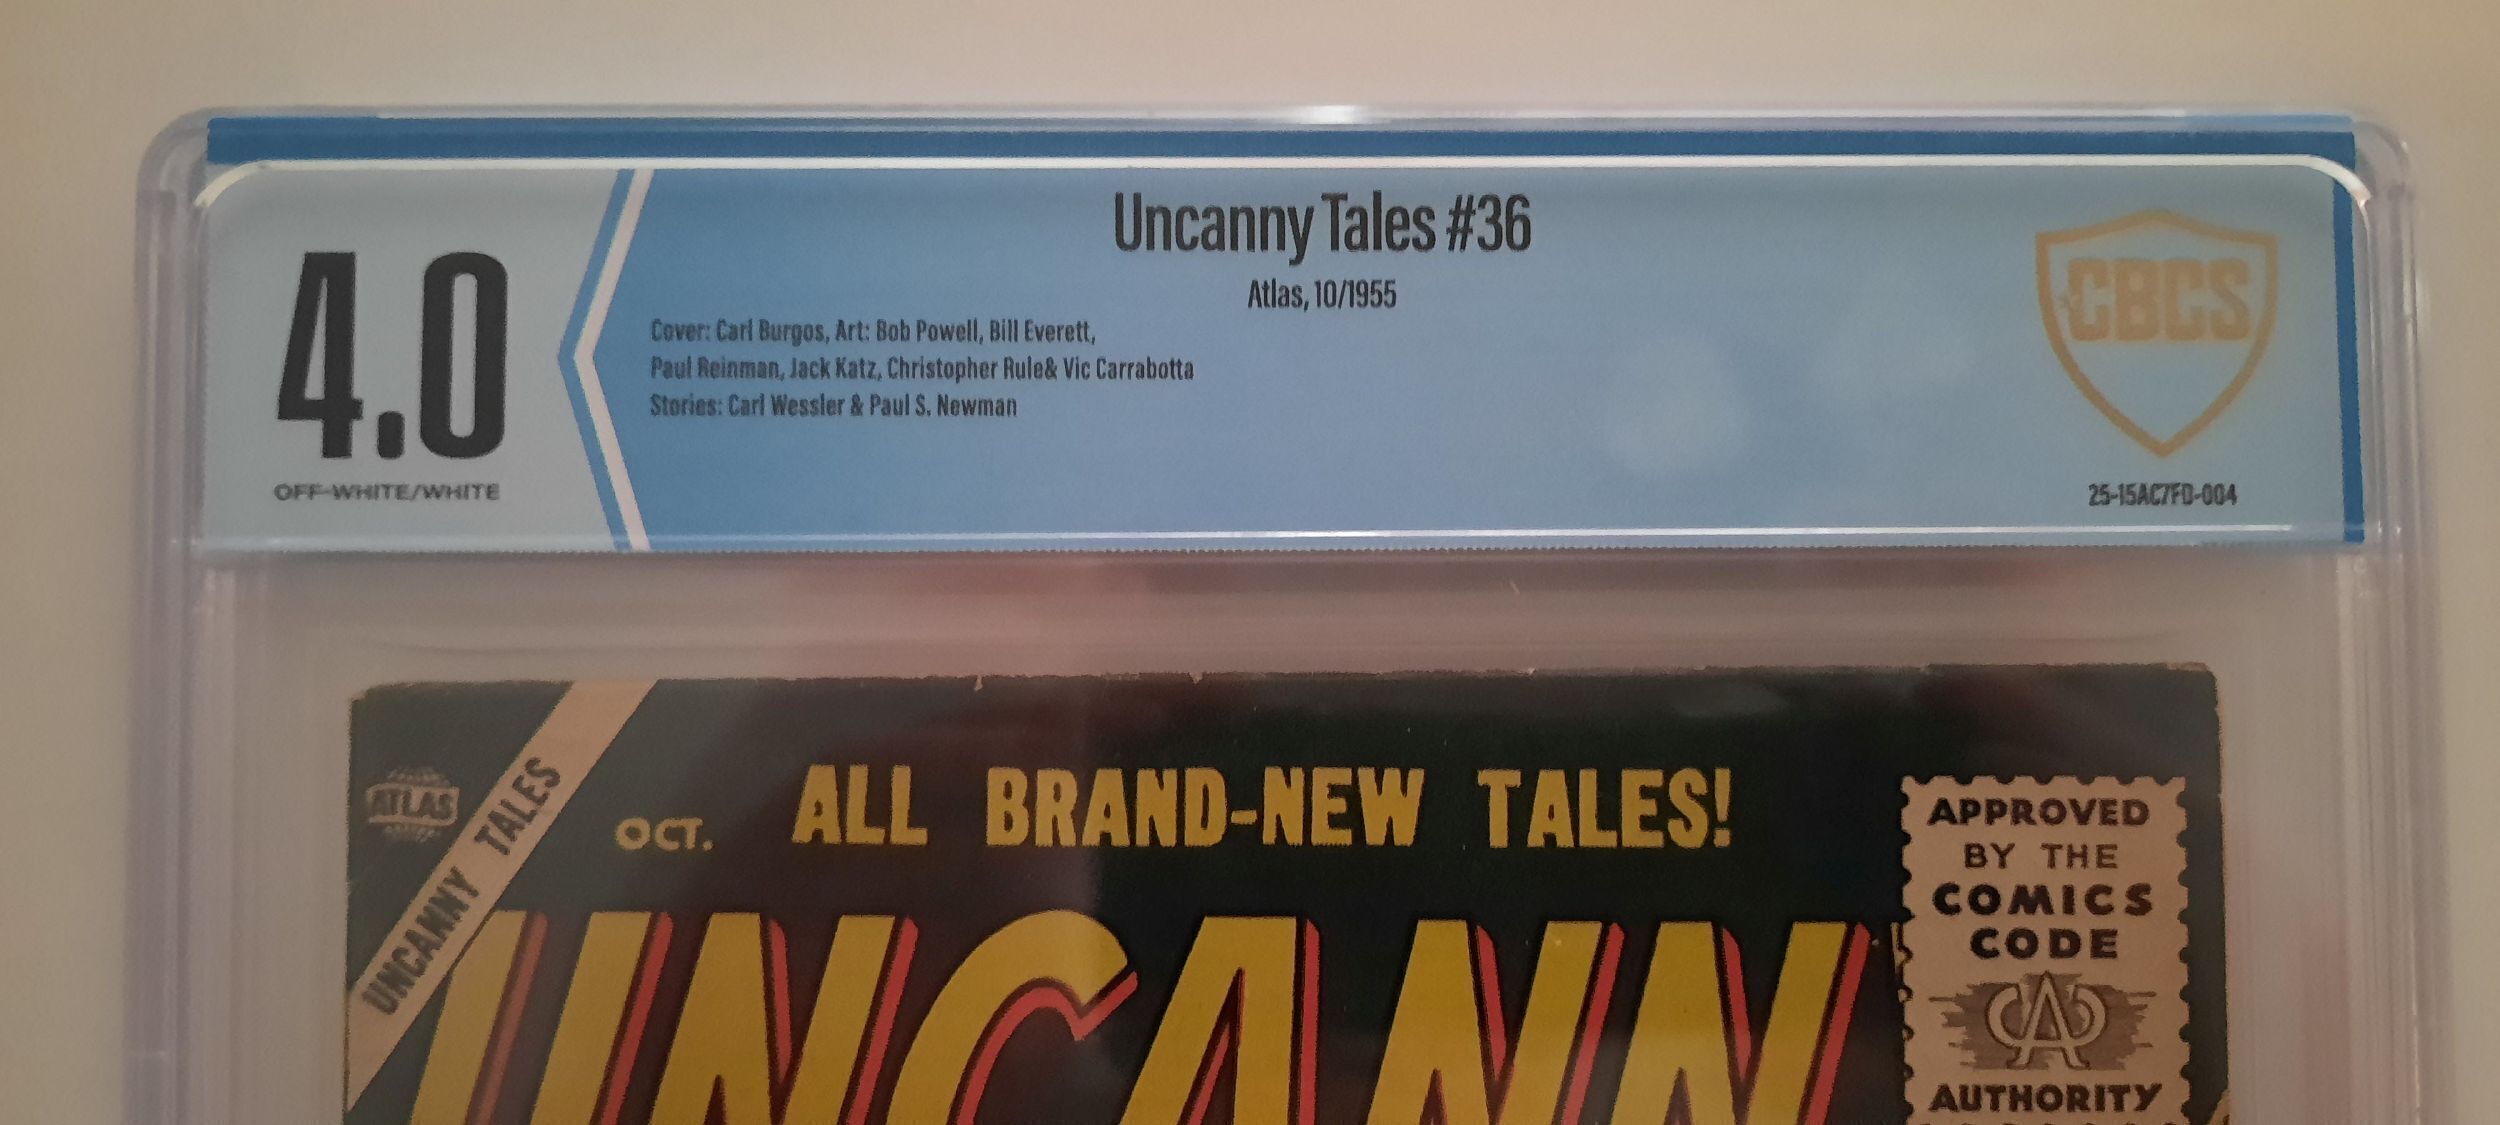 Uncanny Tales #36
Atlas, 10/1955
4.0
OFF-WHITE/WHITE
Cover: Carl Burgos, Art: Bob Powell, Bill Everett,
Paul Reinman, Jack Katz, Christopher Rule& Vic Carrabotta
Stories: Carl Wessler & Paul S. Newman
CBCS
25-15AC7FD-004
ATLAS
UNCANNY TALES
OCT.
ALL BRAND-NEW TALES!
UNCANN
APPROVED
BY THE
COMICS
CODE
CA
AUTHORITY